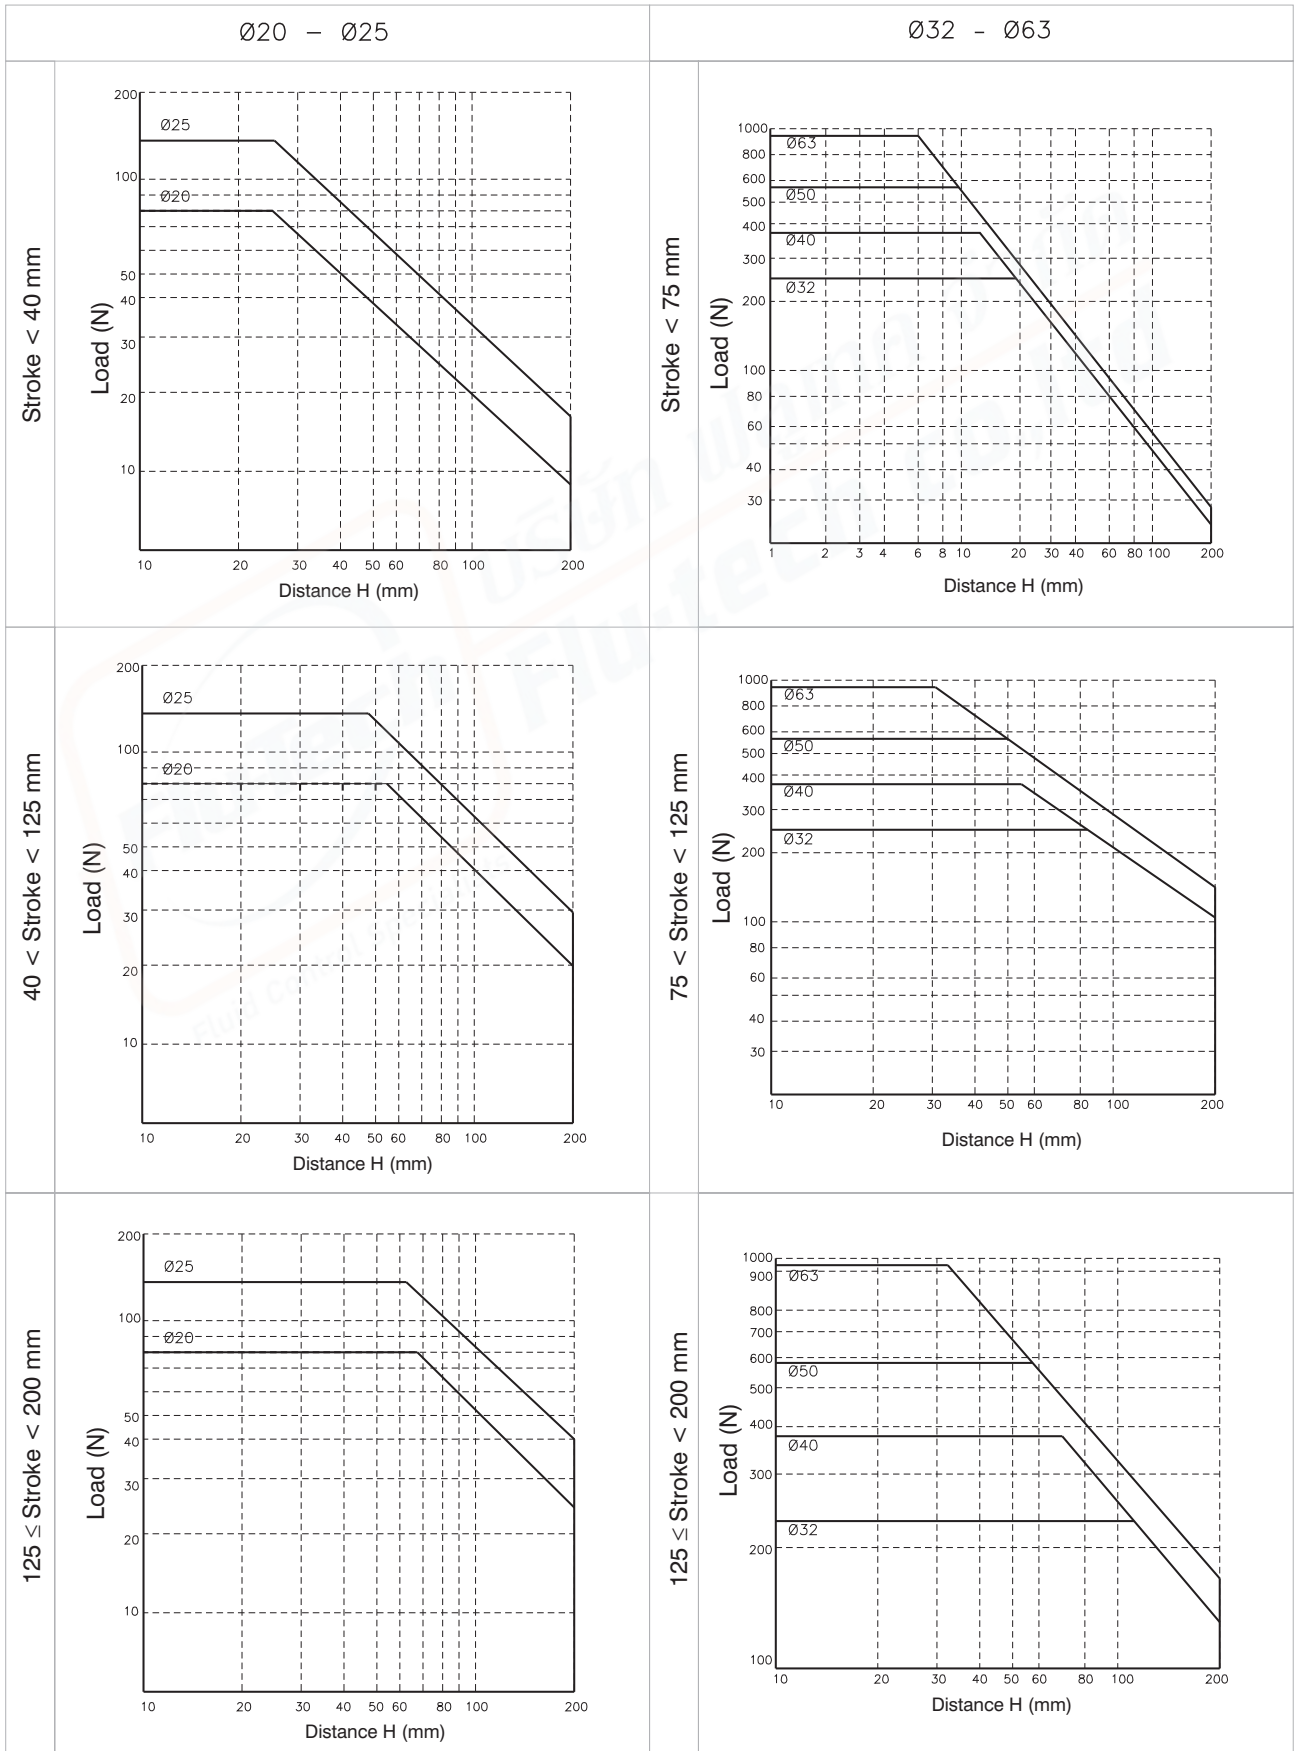 Ø20 – Ø25
Ø32 – Ø63
Stroke < 40 mm
Load (N)
200
100
50
40
30
20
10
Ø25
Ø20
10 20 30 40 50 60 80 100 200
Distance H (mm)
Stroke < 75 mm
Load (N)
1000
800
600
500
400
300
200
100
80
60
40
30
Ø63
Ø50
Ø40
Ø32
1 2 3 4 6 8 10 20 30 40 60 80 100 200
Distance H (mm)
40 < Stroke < 125 mm
Load (N)
200
100
50
40
30
20
10
Ø25
Ø20
10 20 30 40 50 60 80 100 200
Distance H (mm)
75 < Stroke < 125 mm
Load (N)
1000
800
600
500
400
300
200
100
80
60
40
30
Ø63
Ø50
Ø40
Ø32
10 20 30 40 50 60 80 100 200
Distance H (mm)
125 ≤ Stroke < 200 mm
Load (N)
200
100
50
40
30
20
10
Ø25
Ø20
10 20 30 40 50 60 80 100 200
Distance H (mm)
125 ≤ Stroke < 200 mm
Load (N)
1000
900
800
700
600
500
400
300
200
100
Ø63
Ø50
Ø40
Ø32
10 20 30 40 50 60 80 100 200
Distance H (mm)
Flu-tech co.,ltd